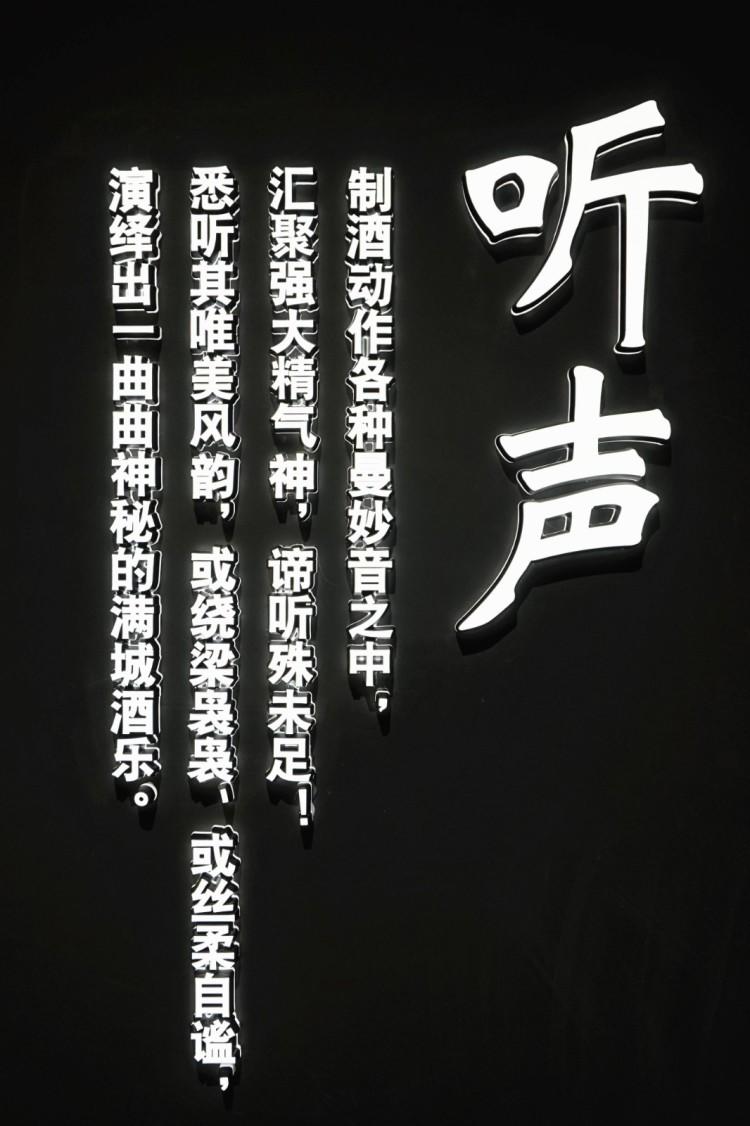 听声
制酒动作各种曼妙音之中，
汇聚强大精气神，谛听殊未足！
悉听其唯美风韵，或绕梁袅袅、或丝柔自谧，
演绎出一曲曲神秘的满城酒乐。